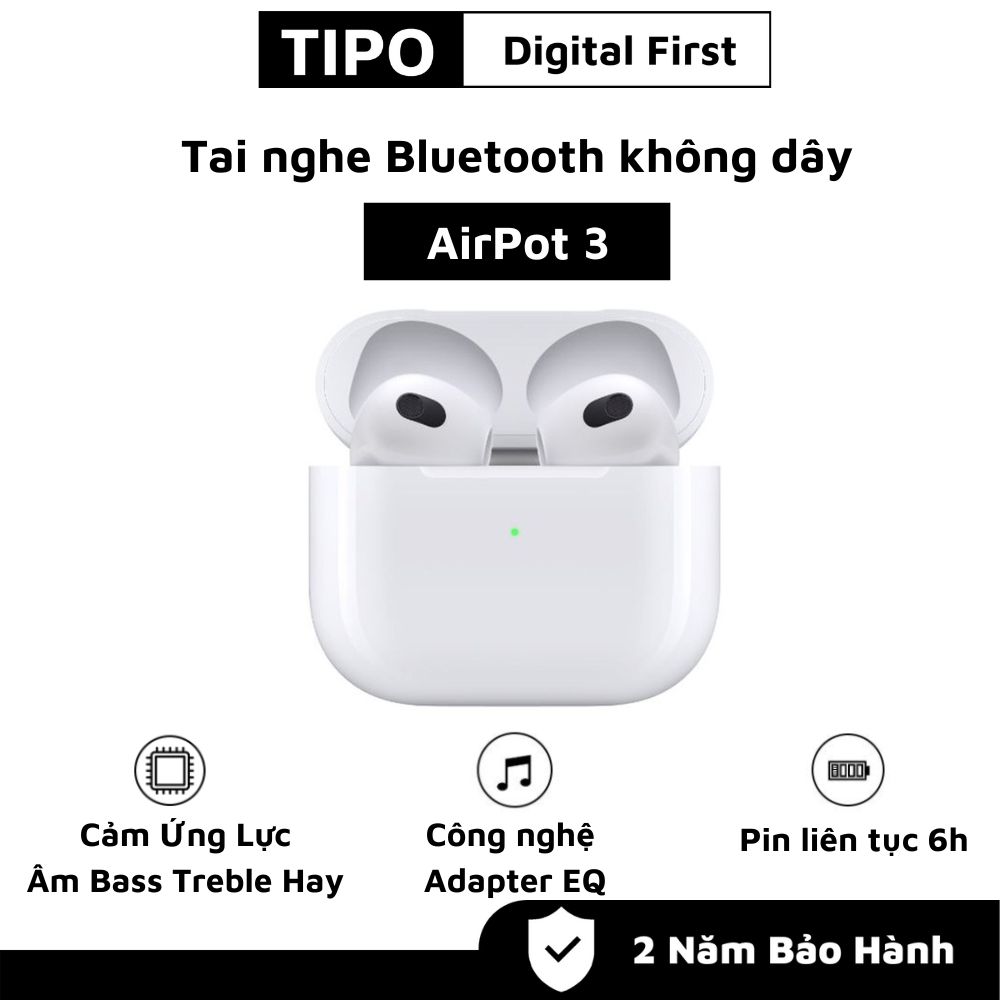 TIPO Digital First
Tai nghe Bluetooth không dây
AirPot 3
Cảm Ứng Lực
Âm Bass Treble Hay
Công nghệ
Adapter EQ
Pin liên tục 6h
2 Năm Bảo Hành